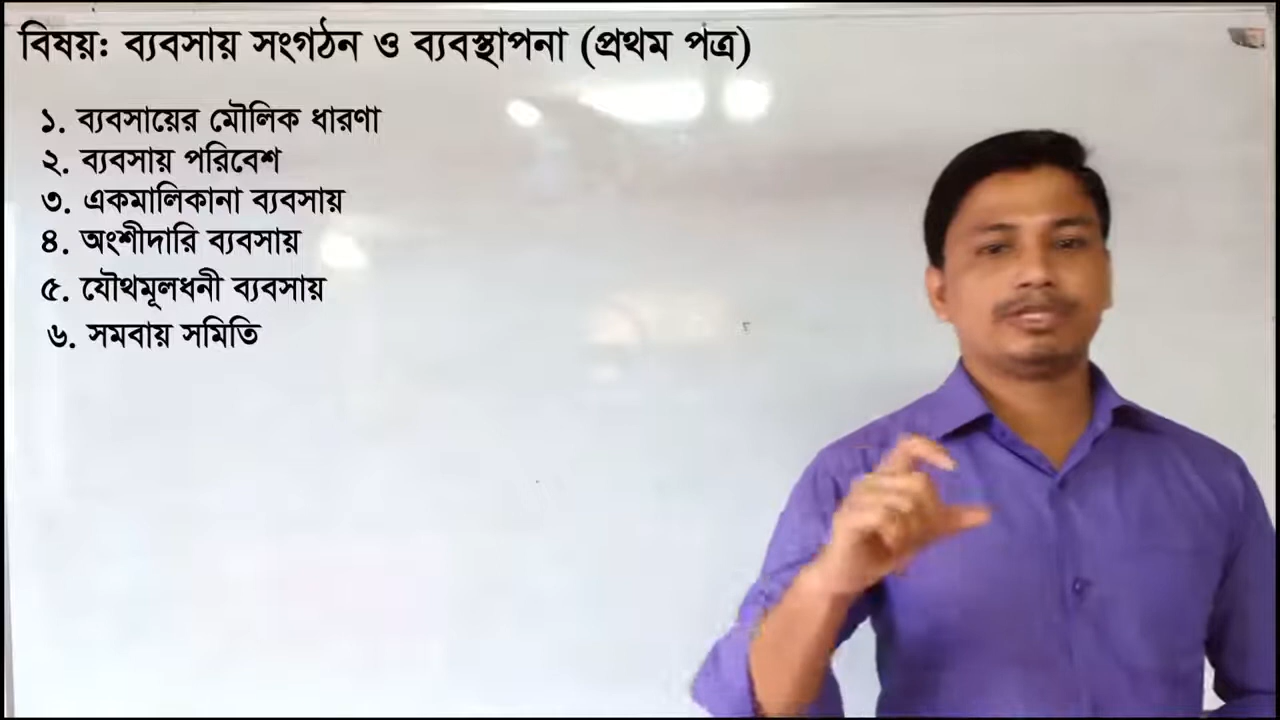 বিষয়: ব্যবসায় সংগঠন ও ব্যবস্থাপনা (প্রথম পত্র)
১. ব্যবসায়ের মৌলিক ধারণা
২. ব্যবসায় পরিবেশ
৩. একমালিকানা ব্যবসায়
৪. অংশীদারি ব্যবসায়
৫. যৌথমূলধনী ব্যবসায়
৬. সমবায় সমিতি